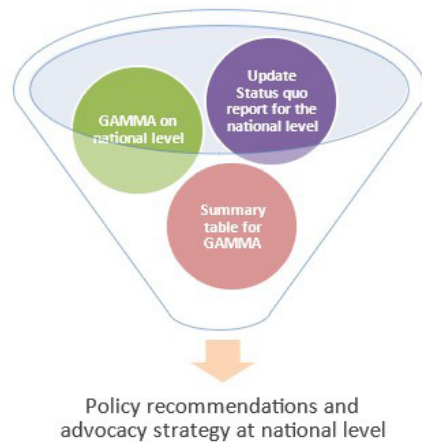 Update
Status quo
report for the
national level
GAMMA on
national level
Summary
table for
GAMMA
Policy recommendations and
advocacy strategy at national level